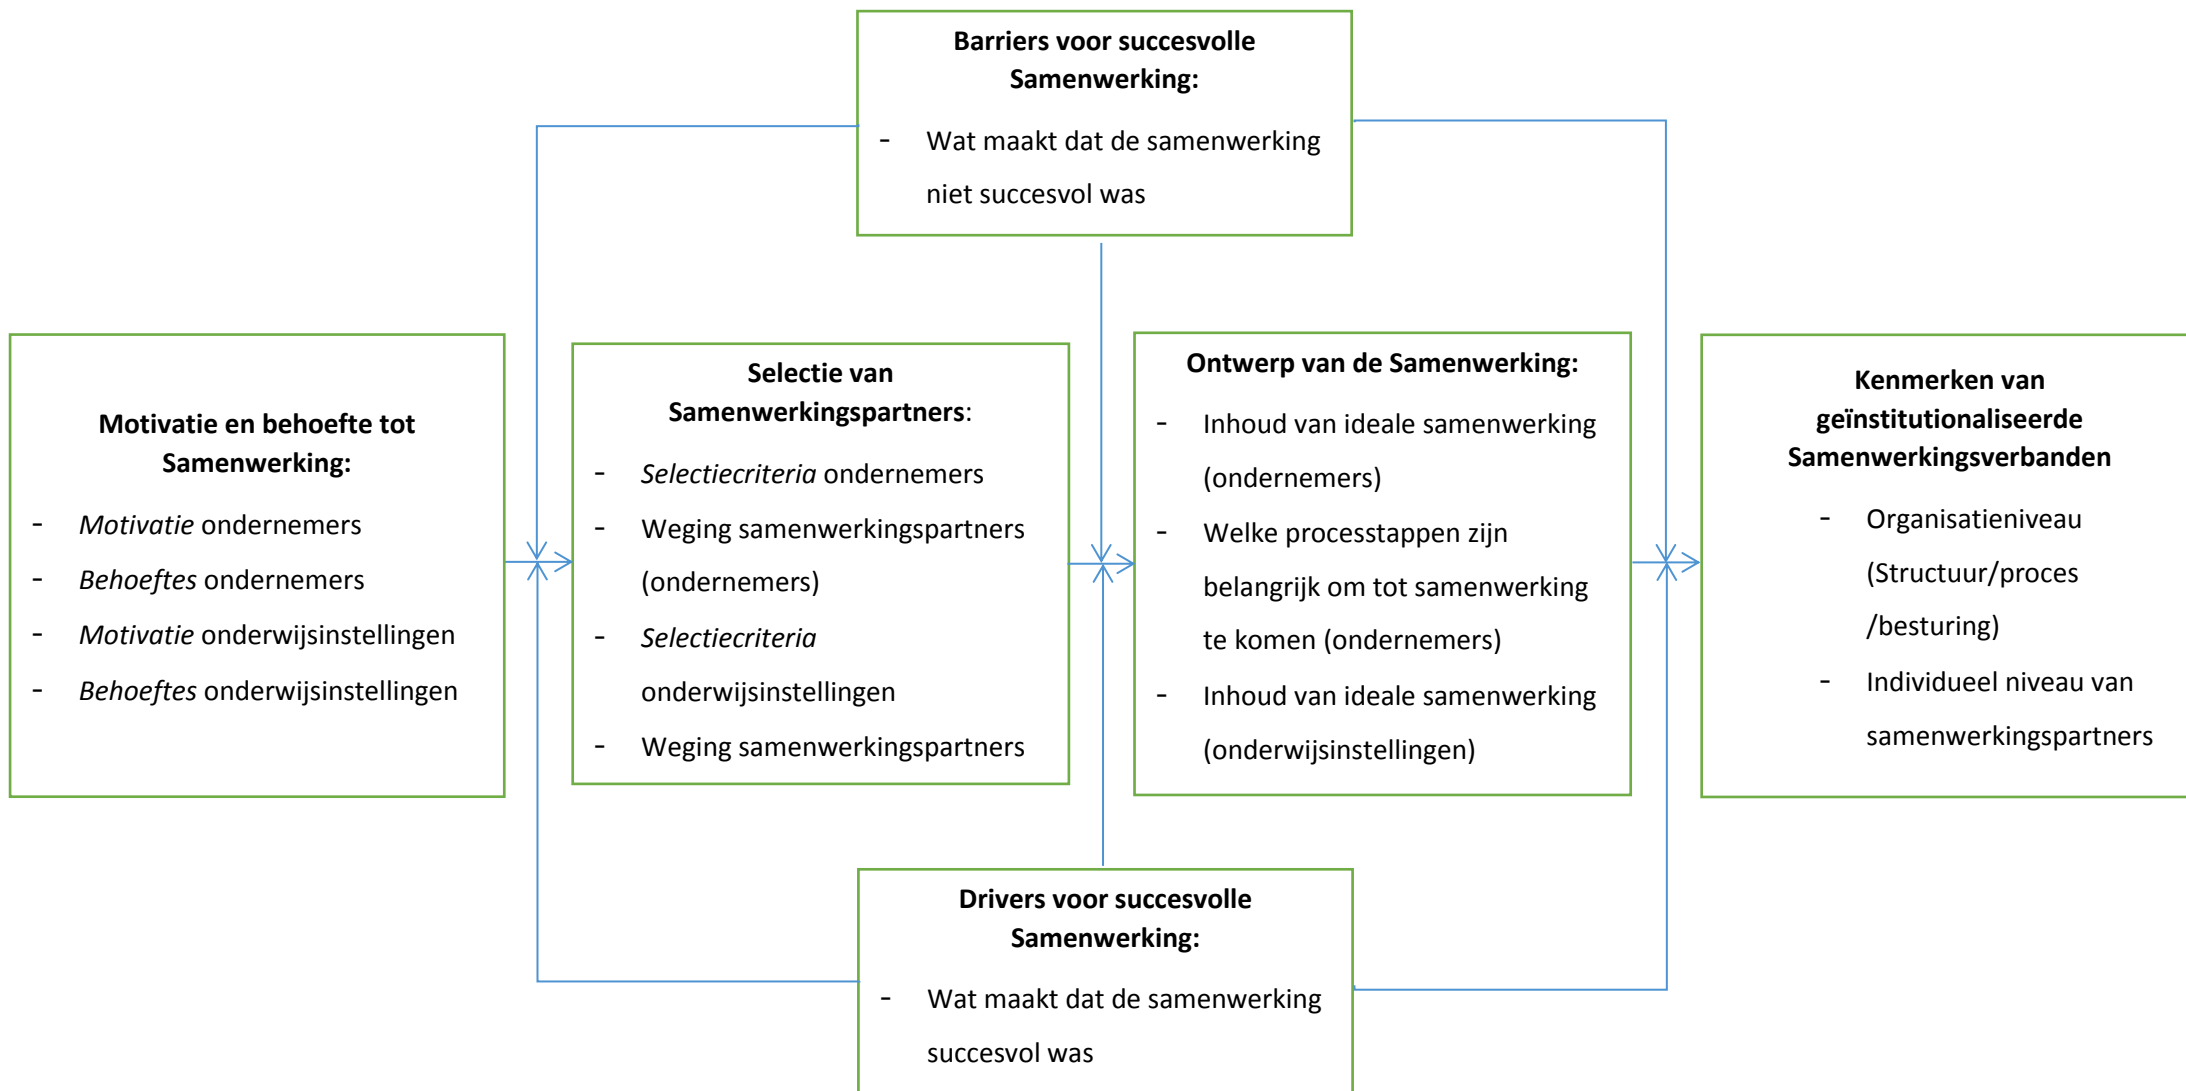 Barriers voor succesvolle
Samenwerking:
- Wat maakt dat de samenwerking
niet succesvol was
Motivatie en behoefte tot
Samenwerking:
- Motivatie ondernemers
- Behoeftes ondernemers
- Motivatie onderwijsinstellingen
- Behoeftes onderwijsinstellingen
Selectie van
Samenwerkingspartners:
- Selectiecriteria ondernemers
- Weging samenwerkingspartners
(ondernemers)
- Selectiecriteria
onderwijsinstellingen
- Weging samenwerkingspartners
Ontwerp van de Samenwerking:
- Inhoud van ideale samenwerking
(ondernemers)
- Welke processtappen zijn
belangrijk om tot samenwerking
te komen (ondernemers)
- Inhoud van ideale samenwerking
(onderwijsinstellingen)
Kenmerken van
geïnstitutionaliseerde
Samenwerkingsverbanden
- Organisatieniveau
(Structuur/proces
/besturing)
- Individueel niveau van
samenwerkingspartners
Drivers voor succesvolle
Samenwerking:
- Wat maakt dat de samenwerking
succesvol was